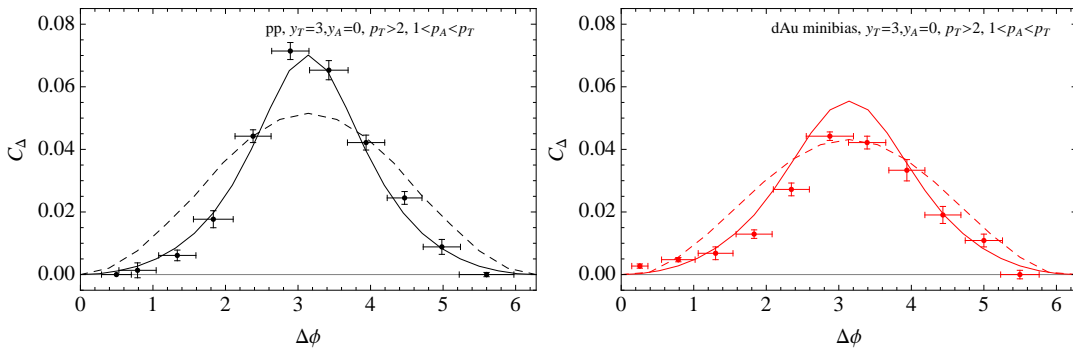 pp, y_T=3,y_A=0, p_T>2, 1<p_A<p_T
0.08
0.06
0.04
0.02
0.00
C_Δ
0 1 2 3 4 5 6
Δϕ
dAu minibias, y_T=3,y_A=0, p_T>2, 1<p_A<p_T
0.08
0.06
0.04
0.02
0.00
C_Δ
0 1 2 3 4 5 6
Δϕ